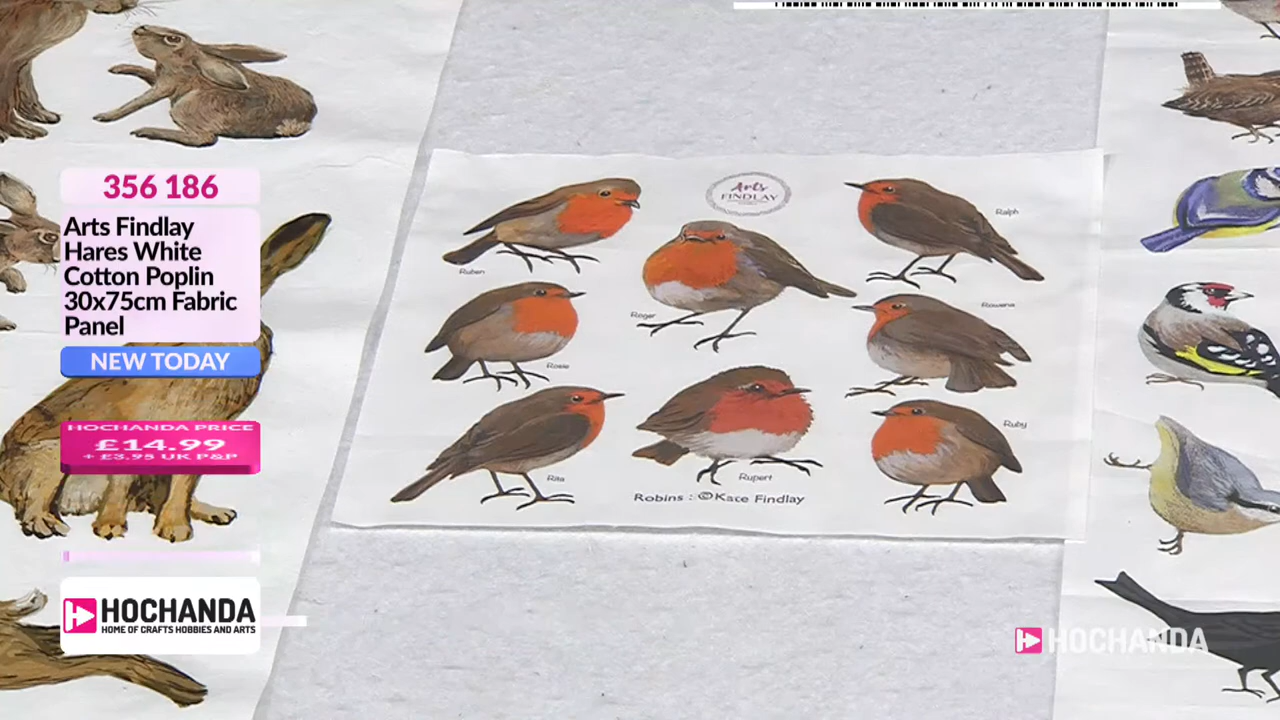 356 186
Arts Findlay
Hares White
Cotton Poplin
30x75cm Fabric
Panel
NEW TODAY
HOCHANDA PRICE
£14.99
+ £3.95 UK P&P
HOCHANDA
HOME OF CRAFTS HOBBIES AND ARTS
Arts
FINDLAY
Ruben
Ralph
Roger
Rowena
Rosie
Ruby
Rita
Rupert
Robins : ©Kate Findlay
HOCHANDA